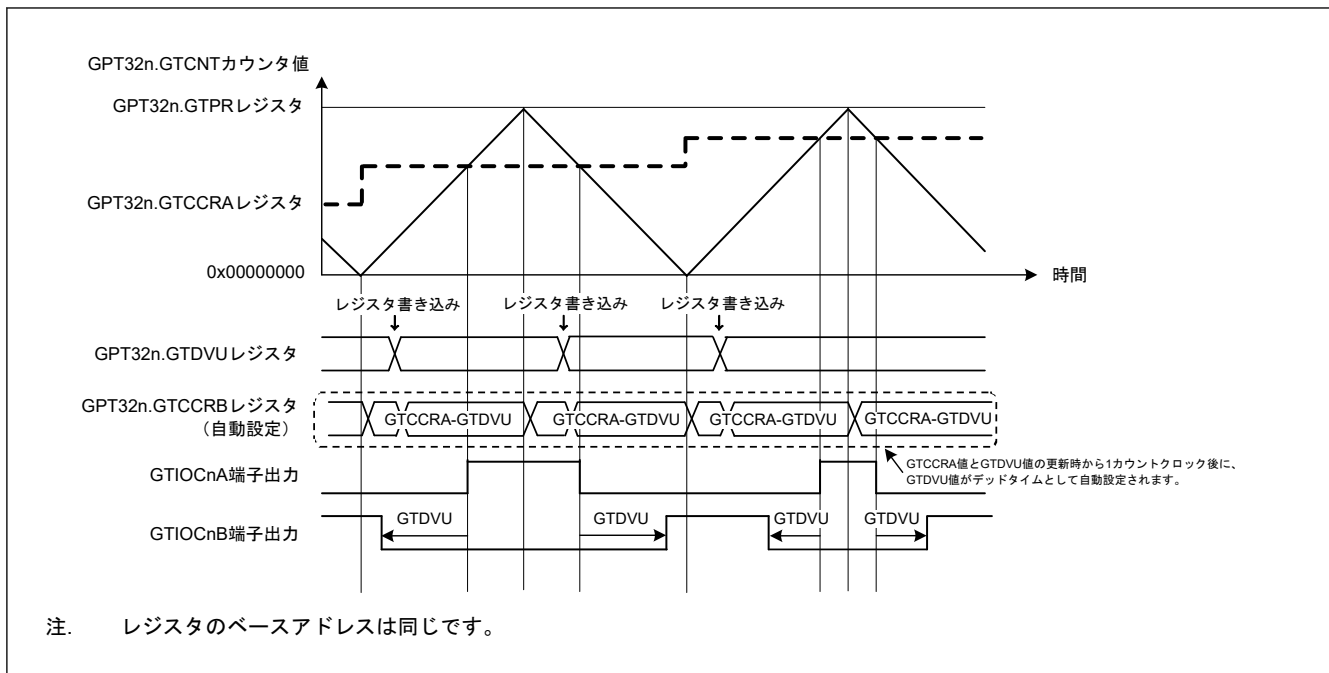 GPT32n.GTCNTカウンタ値
GPT32n.GTPRレジスタ
GPT32n.GTCCRAレジスタ
0x00000000
時間
レジスタ書き込み レジスタ書き込み レジスタ書き込み
GPT32n.GTDVUレジスタ
GPT32n.GTCCRBレジスタ
（自動設定）
GTCCRA-GTDVU GTCCRA-GTDVU GTCCRA-GTDVU GTCCRA-GTDVU
GTCCRA値とGTDVU値の更新時から1カウントクロック後に、
GTDVU値がデッドタイムとして自動設定されます。
GTIOCnA端子出力
GTDVU GTDVU GTDVU GTDVU
GTIOCnB端子出力
注. レジスタのベースアドレスは同じです。